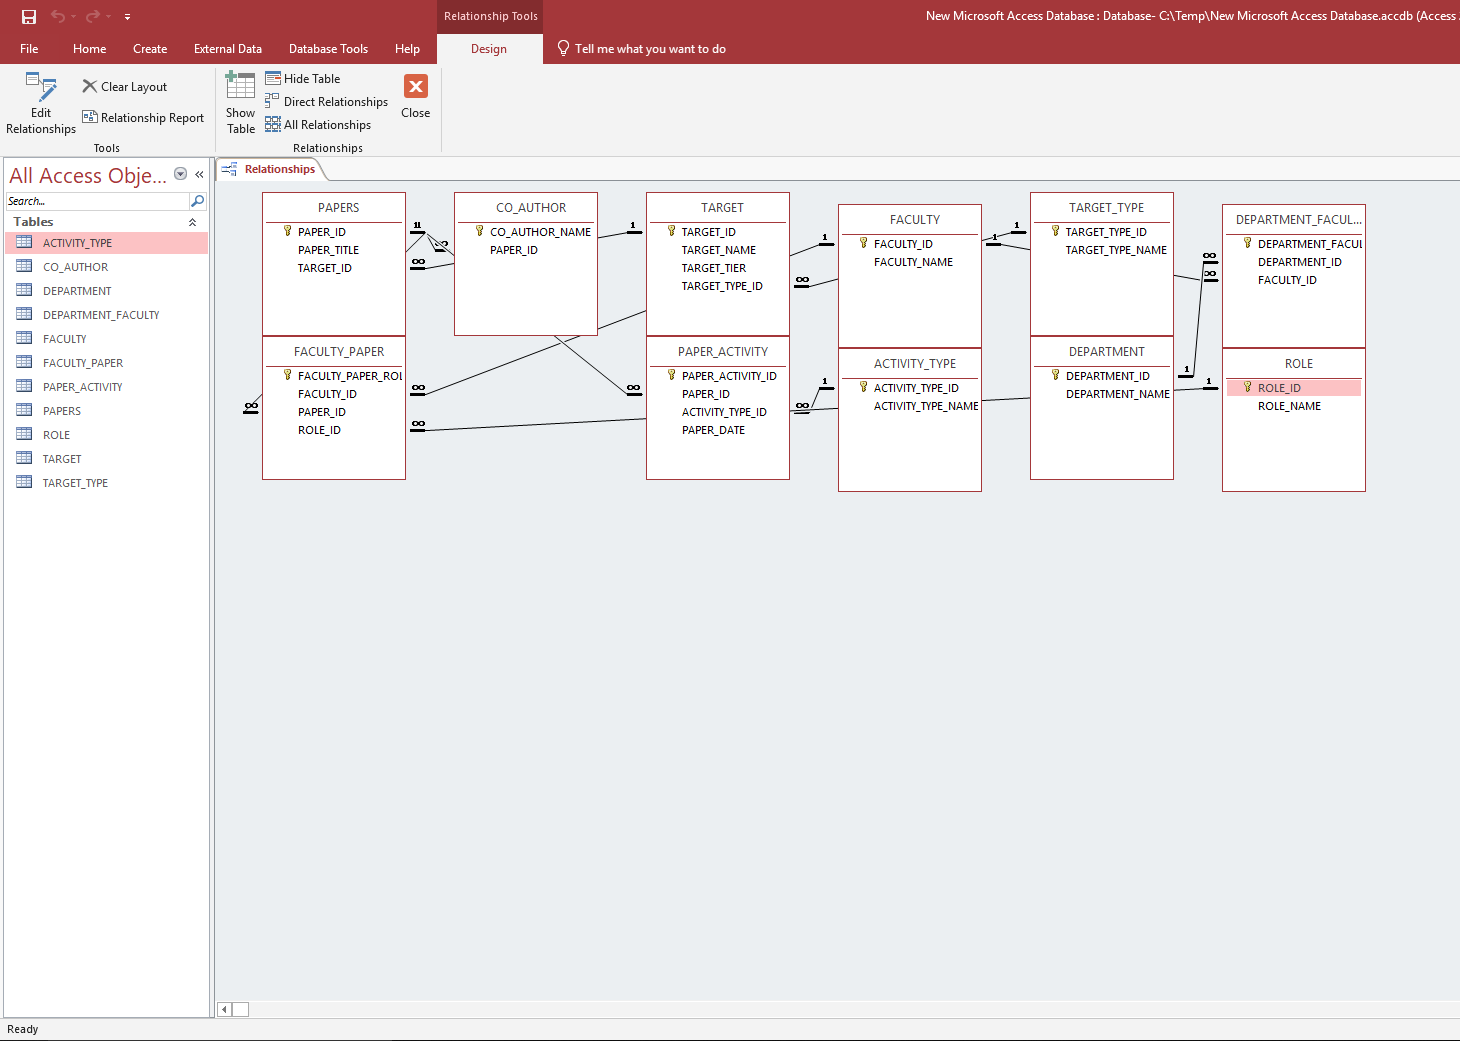 Relationship Tools
New Microsoft Access Database : Database- C:\Temp\New Microsoft Access Database.accdb (Access
File Home Create External Data Database Tools Help Design Tell me what you want to do
Edit Relationships
Clear Layout
Relationship Report
Tools
Show Table
Hide Table
Direct Relationships
All Relationships
Close
Relationships
All Access Obje...
Search...
Tables
ACTIVITY_TYPE
CO_AUTHOR
DEPARTMENT
DEPARTMENT_FACULTY
FACULTY
FACULTY_PAPER
PAPER_ACTIVITY
PAPERS
ROLE
TARGET
TARGET_TYPE
Relationships
PAPERS
PAPER_ID
PAPER_TITLE
TARGET_ID
CO_AUTHOR
CO_AUTHOR_NAME
PAPER_ID
TARGET
TARGET_ID
TARGET_NAME
TARGET_TIER
TARGET_TYPE_ID
FACULTY
FACULTY_ID
FACULTY_NAME
TARGET_TYPE
TARGET_TYPE_ID
TARGET_TYPE_NAME
DEPARTMENT_FACUL...
DEPARTMENT_FACUL
DEPARTMENT_ID
FACULTY_ID
FACULTY_PAPER
FACULTY_PAPER_ROL
FACULTY_ID
PAPER_ID
ROLE_ID
PAPER_ACTIVITY
PAPER_ACTIVITY_ID
PAPER_ID
ACTIVITY_TYPE_ID
PAPER_DATE
ACTIVITY_TYPE
ACTIVITY_TYPE_ID
ACTIVITY_TYPE_NAME
DEPARTMENT
DEPARTMENT_ID
DEPARTMENT_NAME
ROLE
ROLE_ID
ROLE_NAME
Ready